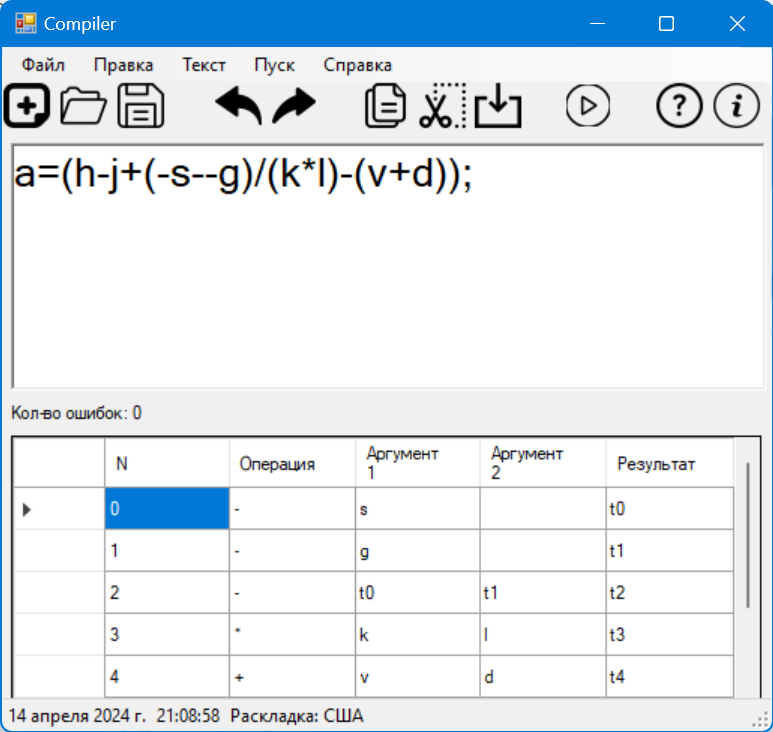 Compiler
Файл Правка Текст Пуск Справка
a=(h-j+(-s--g)/(k*l)-(v+d));
Кол-во ошибок: 0
N Операция Аргумент 1 Аргумент 2 Результат
0 - s t0
1 - g t1
2 - t0 t1 t2
3 * k l t3
4 + v d t4
14 апреля 2024 г. 21:08:58 Раскладка: США